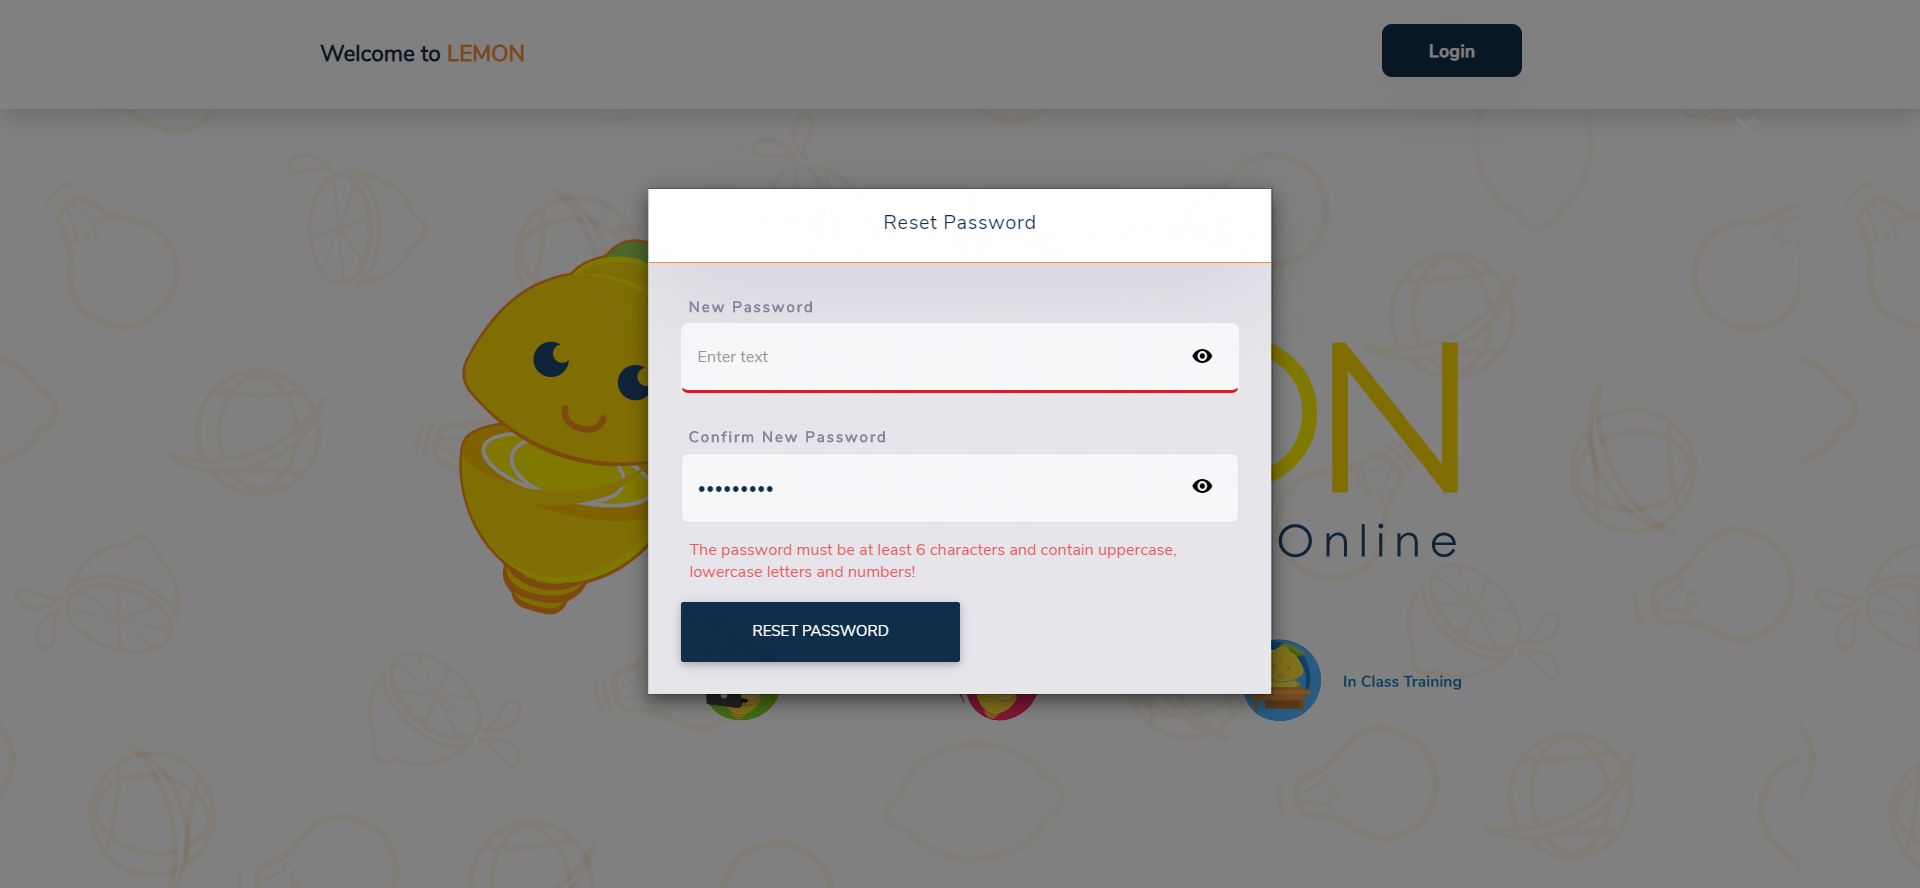 Welcome to LEMON
Login
Reset Password
New Password
Enter text
Confirm New Password
•••••••••
The password must be at least 6 characters and contain uppercase,
lowercase letters and numbers!
RESET PASSWORD
ON
Online
In Class Training